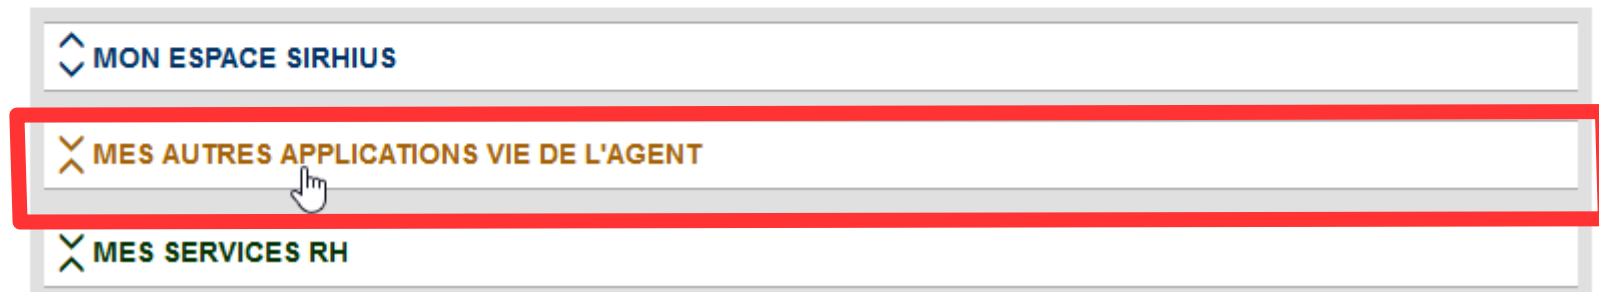 MON ESPACE SIRHIUS
MES AUTRES APPLICATIONS VIE DE L'AGENT
MES SERVICES RH